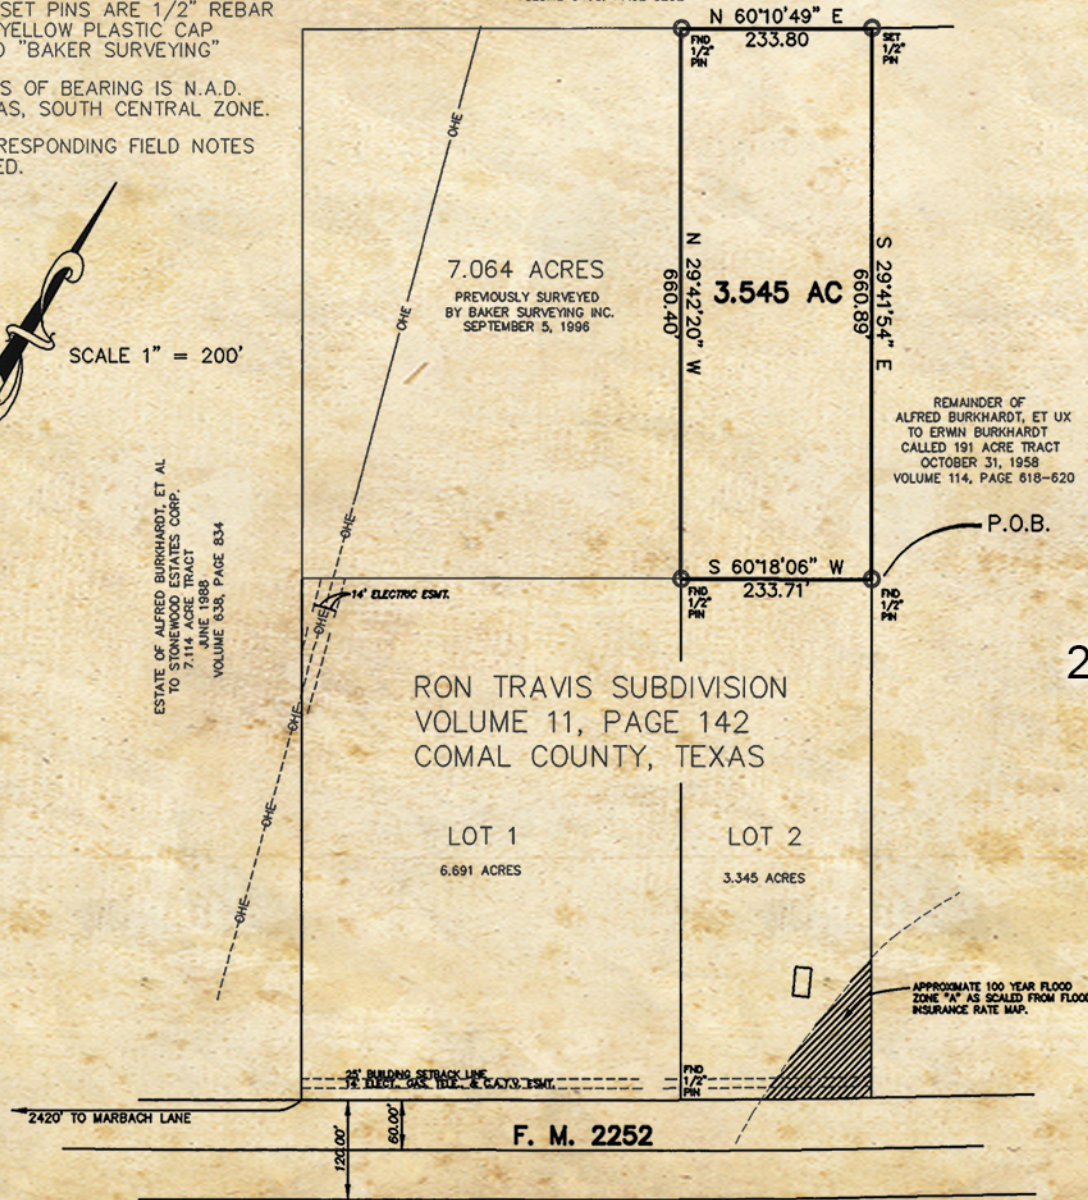 SET PINS ARE 1/2" REBAR
YELLOW PLASTIC CAP
"BAKER SURVEYING"
S OF BEARING IS N.A.D.
AS, SOUTH CENTRAL ZONE.
RESPONDING FIELD NOTES
ED.
SCALE 1" = 200'
N 60°10'49" E
233.80
FND
1/2"
PIN
SET
1/2"
PIN
OHE
OHE
OHE
OHE
OHE
OHE
OHE
7.064 ACRES
PREVIOUSLY SURVEYED
BY BAKER SURVEYING INC.
SEPTEMBER 5, 1996
N 29°42'20" W
660.40'
3.545 AC
S 29°41'54" E
660.89'
REMAINDER OF
ALFRED BURKHARDT, ET UX
TO ERWIN BURKHARDT
CALLED 191 ACRE TRACT
OCTOBER 31, 1958
VOLUME 114, PAGE 618-620
P.O.B.
ESTATE OF ALFRED BURKHARDT, ET AL
TO STONEWOOD ESTATES CORP.
7.114 ACRE TRACT
JUNE 1988
VOLUME 638, PAGE 834
S 60°18'06" W
233.71'
FND
1/2"
PIN
FND
1/2"
PIN
14' ELECTRIC ESMT.
2
RON TRAVIS SUBDIVISION
VOLUME 11, PAGE 142
COMAL COUNTY, TEXAS
LOT 1
6.691 ACRES
LOT 2
3.345 ACRES
APPROXIMATE 100 YEAR FLOOD
ZONE "A" AS SCALED FROM FLOOD
INSURANCE RATE MAP.
25' BUILDING SETBACK LINE
14' ELECT., GAS, TELE., & C.A.T.V. ESMT.
FND
1/2"
PIN
2420' TO MARBACH LANE
120.00'
60.00'
F. M. 2252